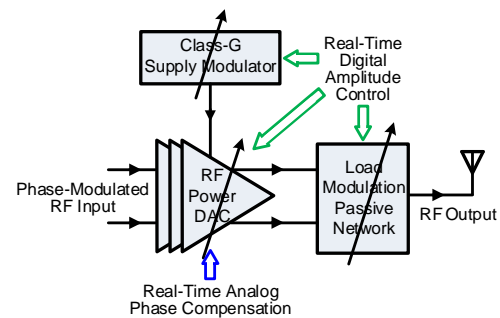 Class-G
Supply Modulator
Real-Time
Digital
Amplitude
Control
Phase-Modulated
RF Input
RF
Power
DAC
Load
Modulation
Passive
Network
RF Output
Real-Time Analog
Phase Compensation